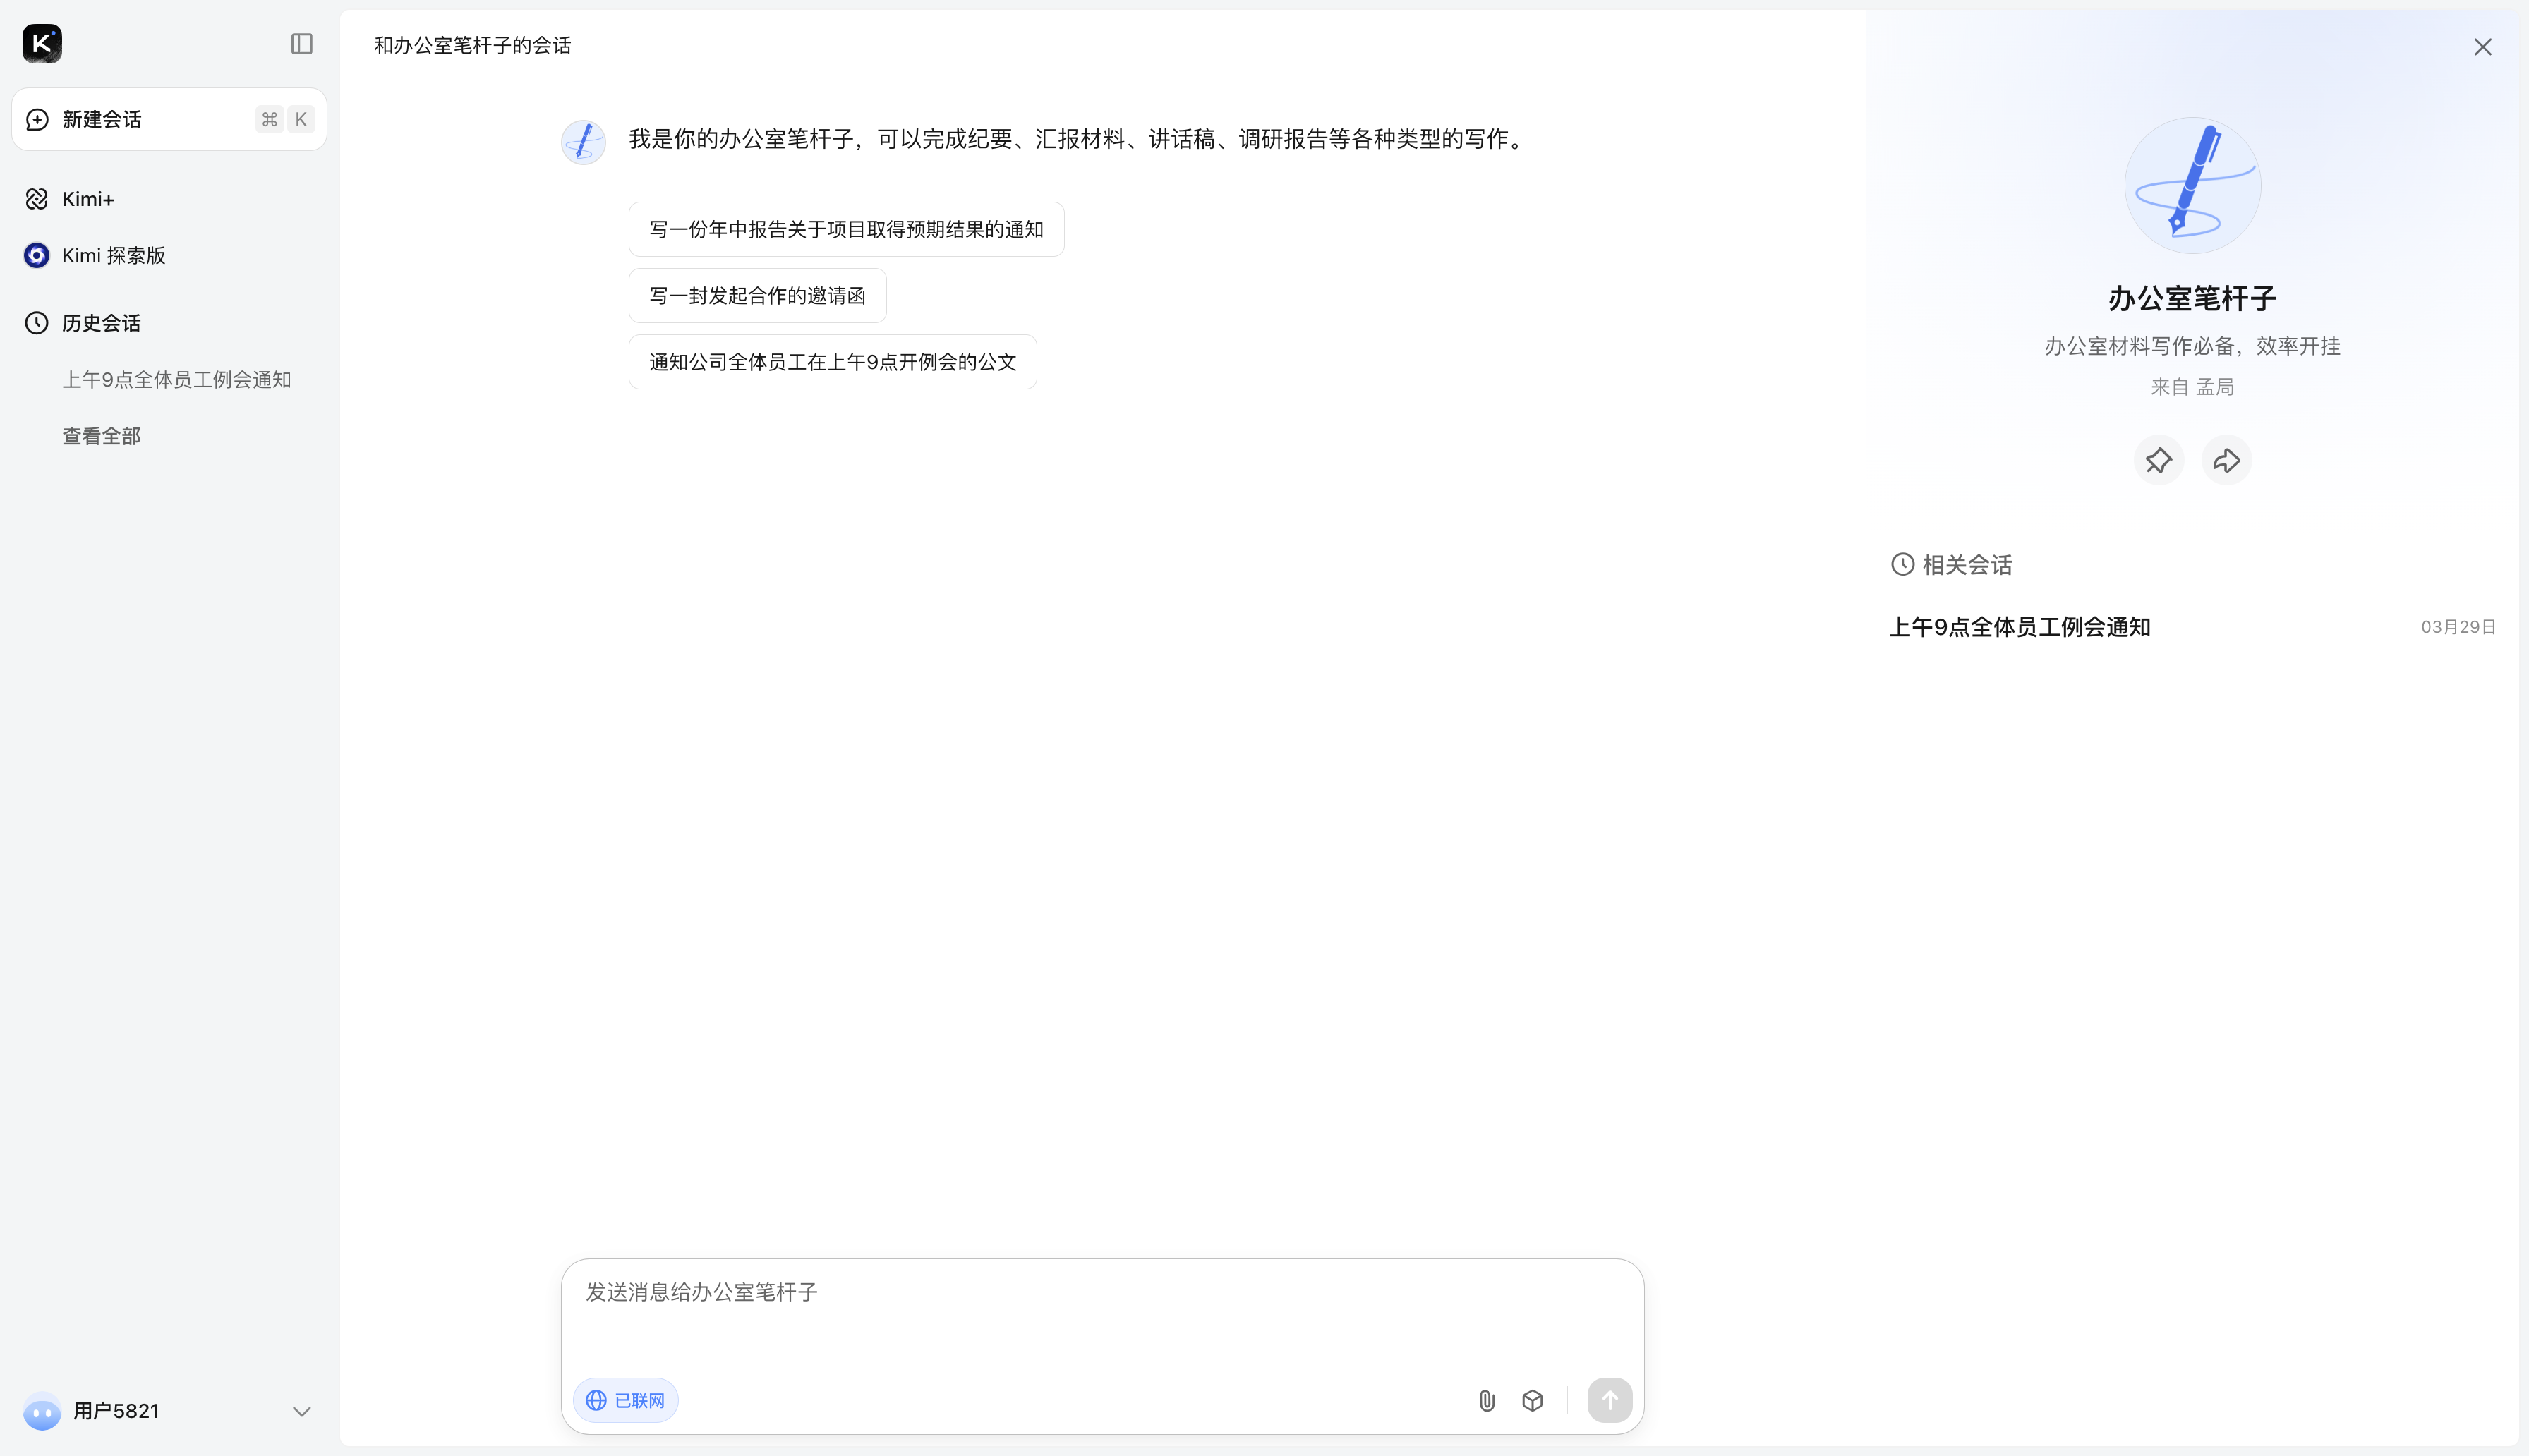 K
新建会话
⌘ K
Kimi+
Kimi 探索版
历史会话
上午9点全体员工例会通知
查看全部
用户5821
和办公室笔杆子的会话
我是你的办公室笔杆子，可以完成纪要、汇报材料、讲话稿、调研报告等各种类型的写作。
写一份年中报告关于项目取得预期结果的通知
写一封发起合作的邀请函
通知公司全体员工在上午9点开例会的公文
发送消息给办公室笔杆子
已联网
办公室笔杆子
办公室材料写作必备，效率开挂
来自 孟局
相关会话
上午9点全体员工例会通知 03月29日